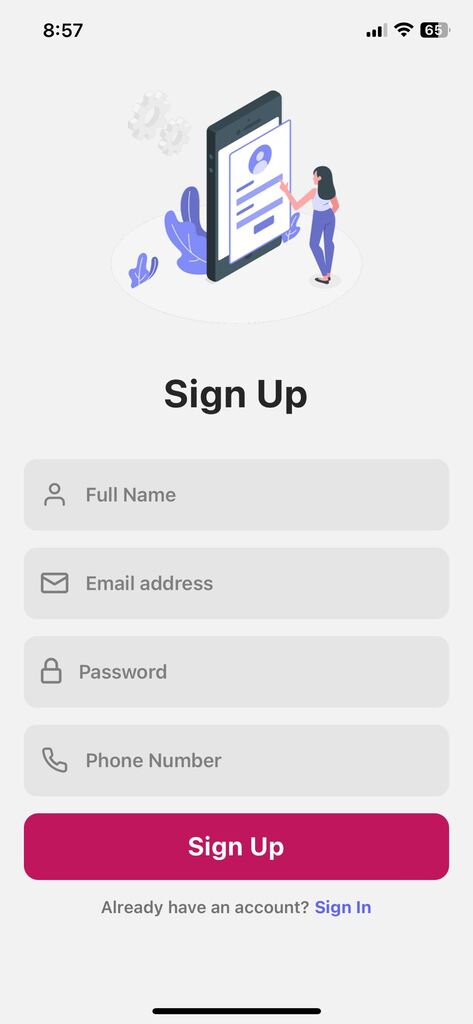 8:57
65
Sign Up
Full Name
Email address
Password
Phone Number
Sign Up
Already have an account? Sign In